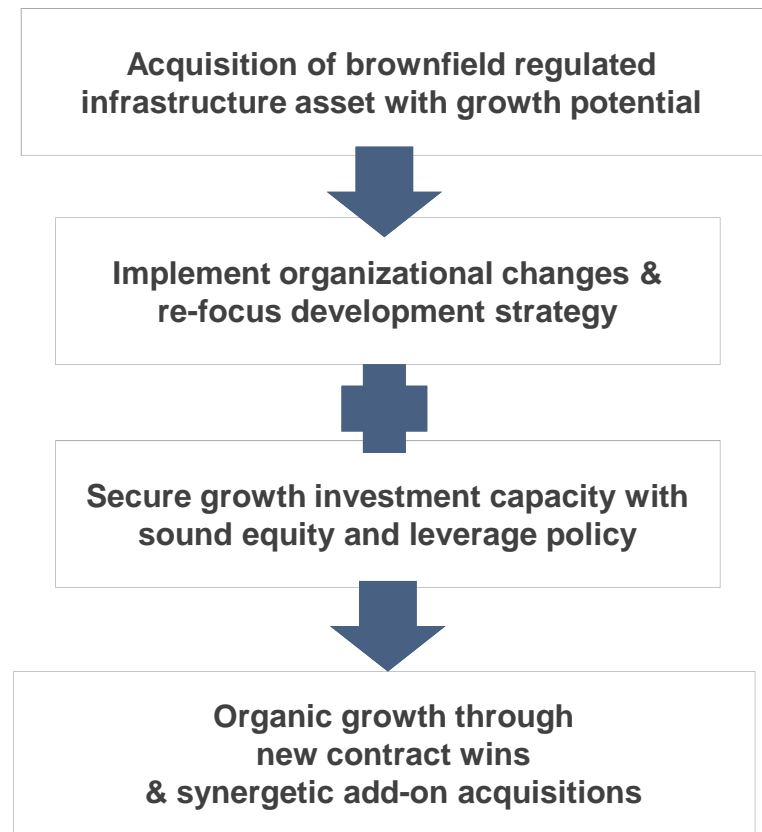 Acquisition of brownfield regulated
infrastructure asset with growth potential
Implement organizational changes &
re-focus development strategy
Secure growth investment capacity with
sound equity and leverage policy
Organic growth through
new contract wins
& synergetic add-on acquisitions